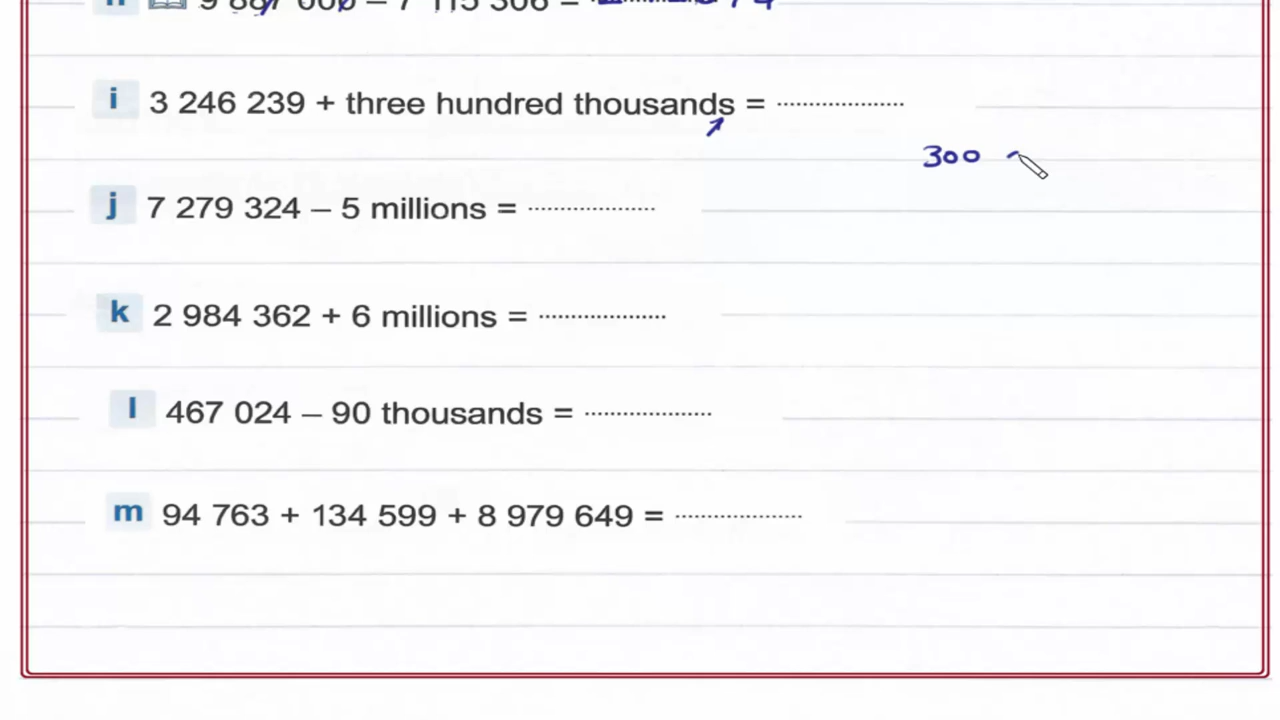 i 3 246 239 + three hundred thousands = ....................
300
j 7 279 324 – 5 millions = ....................
k 2 984 362 + 6 millions = ....................
l 467 024 – 90 thousands = ....................
m 94 763 + 134 599 + 8 979 649 = ....................